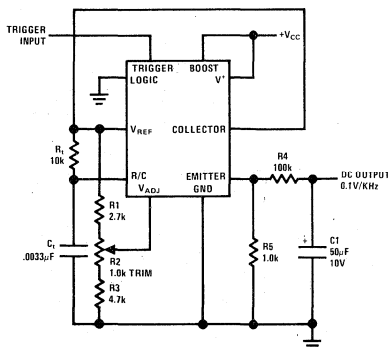 TRIGGER
INPUT
TRIGGER
LOGIC
BOOST
V+
+VCC
VREF
COLLECTOR
Rt
10k
R/C
VADJ
EMITTER
GND
R4
100k
DC OUTPUT
0.1V/KHz
R1
2.7k
Ct
.0033μF
R2
1.0k TRIM
R3
4.7k
R5
1.0k
+
C1
50μF
10V